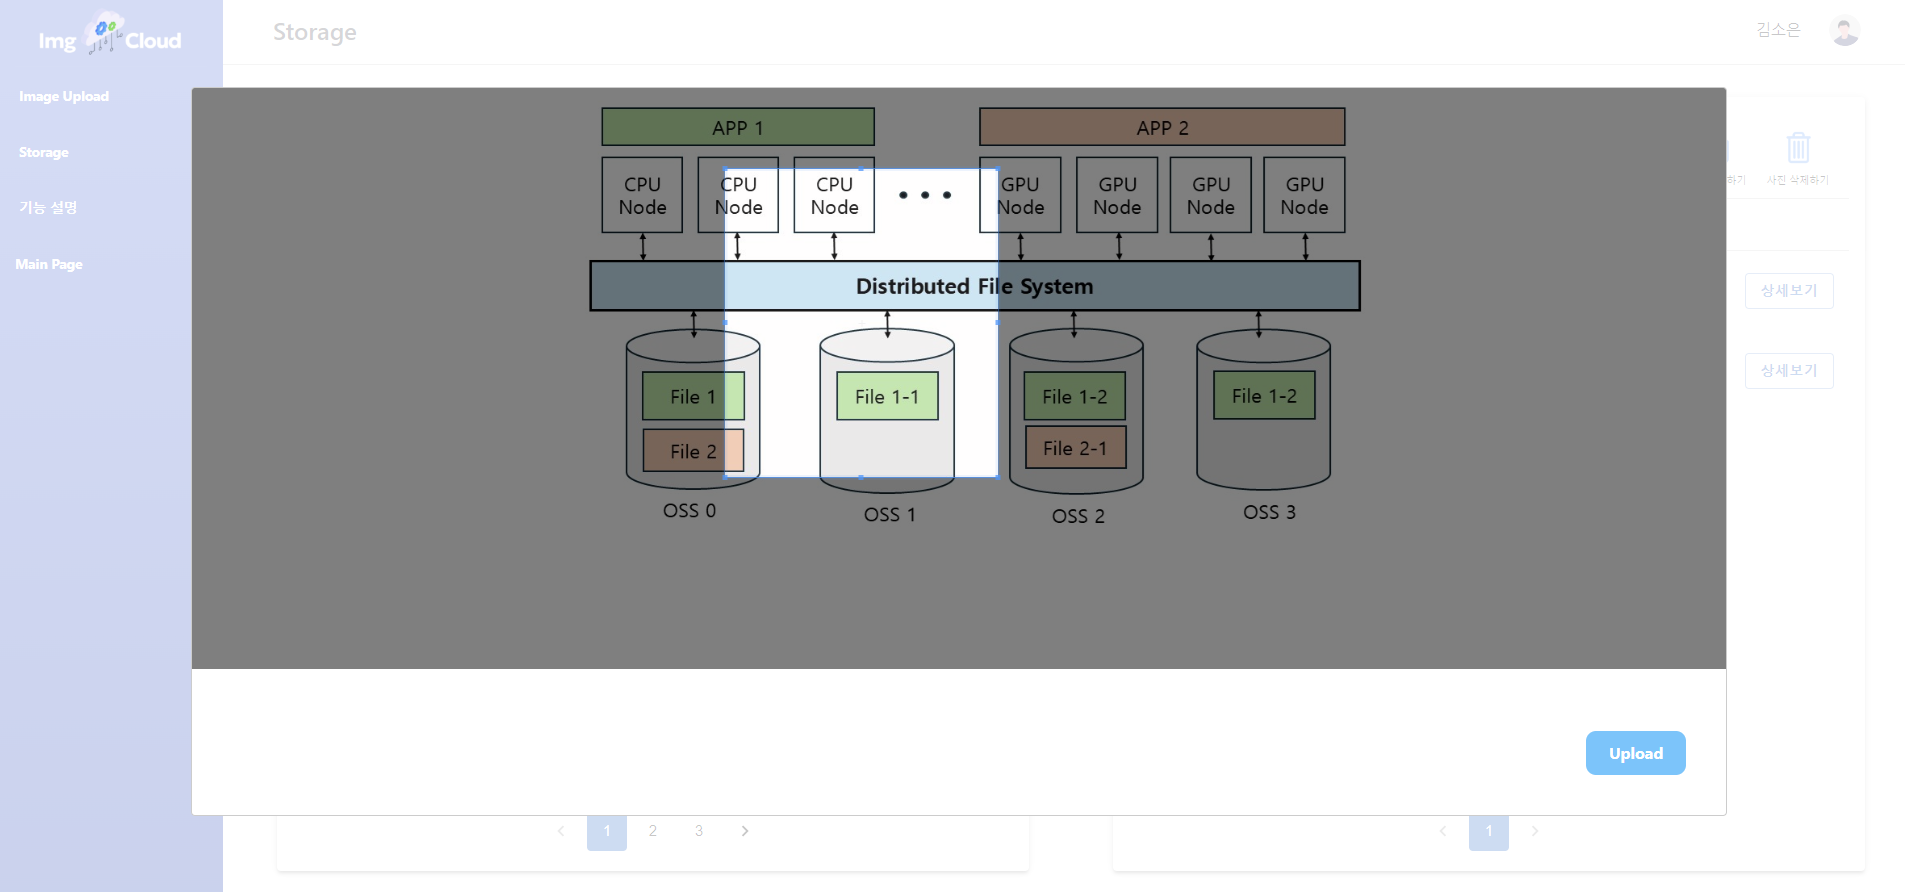 Img Cloud
Storage
김소은
Image Upload
Storage
기능 설명
Main Page
APP 1
APP 2
CPU Node
CPU Node
CPU Node
GPU Node
GPU Node
GPU Node
GPU Node
Distributed File System
File 1
File 2
File 1-1
File 1-2
File 2-1
File 1-2
OSS 0
OSS 1
OSS 2
OSS 3
하기
사진 삭제하기
상세보기
상세보기
Upload
1 2 3
1